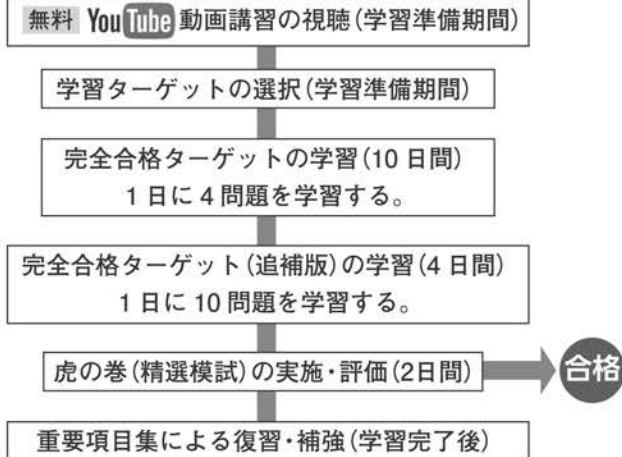 無料 YouTube 動画講習の視聴(学習準備期間)
学習ターゲットの選択(学習準備期間)
完全合格ターゲットの学習(10日間)
1日に4問題を学習する。
完全合格ターゲット(追補版)の学習(4日間)
1日に10問題を学習する。
虎の巻(精選模試)の実施・評価(2日間)
合格
重要項目集による復習・補強(学習完了後)